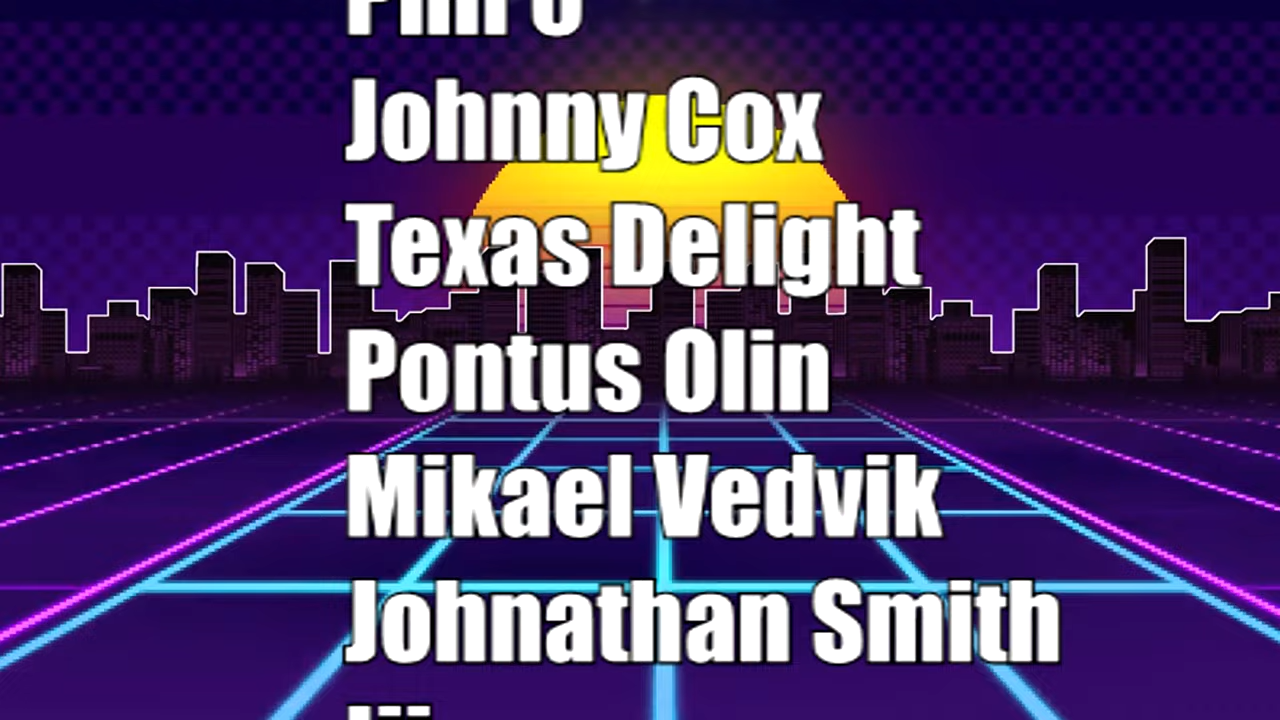 Johnny Cox
Texas Delight
Pontus Olin
Mikael Vedvik
Johnathan Smith